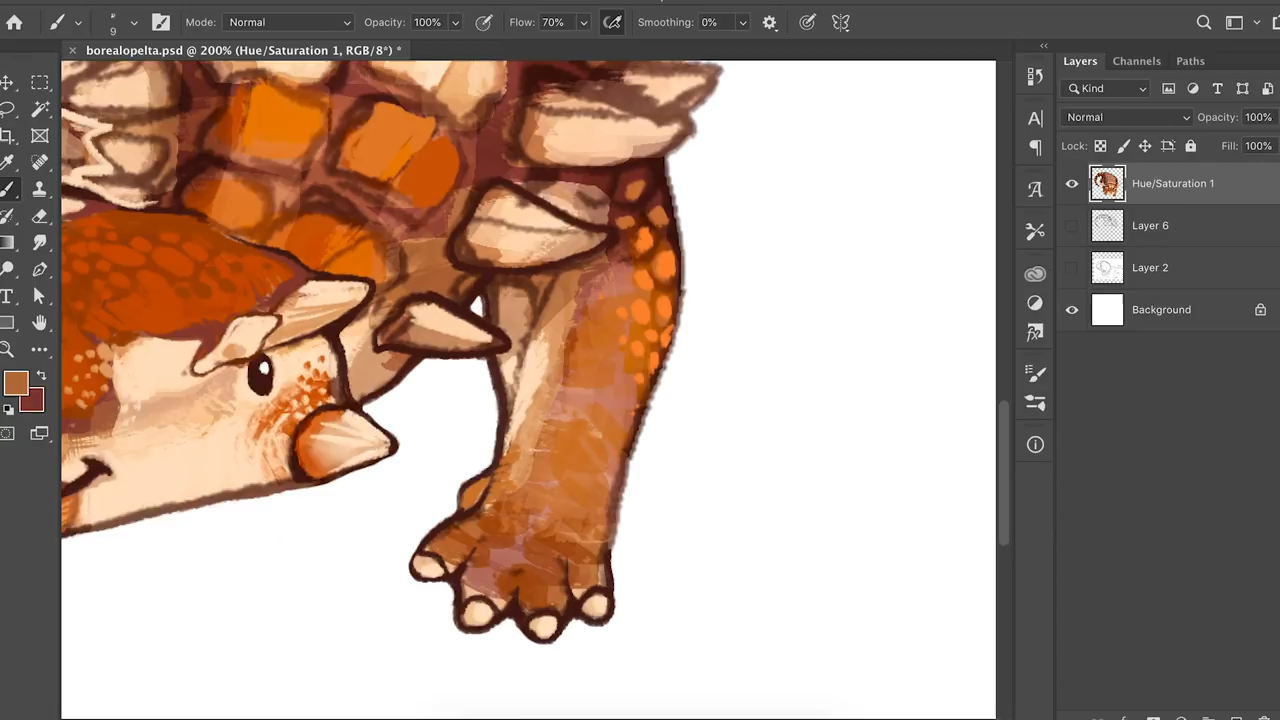 9 Mode: Normal Opacity: 100% Flow: 70% Smoothing: 0%
borealopelta.psd @ 200% (Hue/Saturation 1, RGB/8*) *
Layers Channels Paths
Kind
Normal Opacity: 100%
Lock: Fill: 100%
Hue/Saturation 1
Layer 6
Layer 2
Background